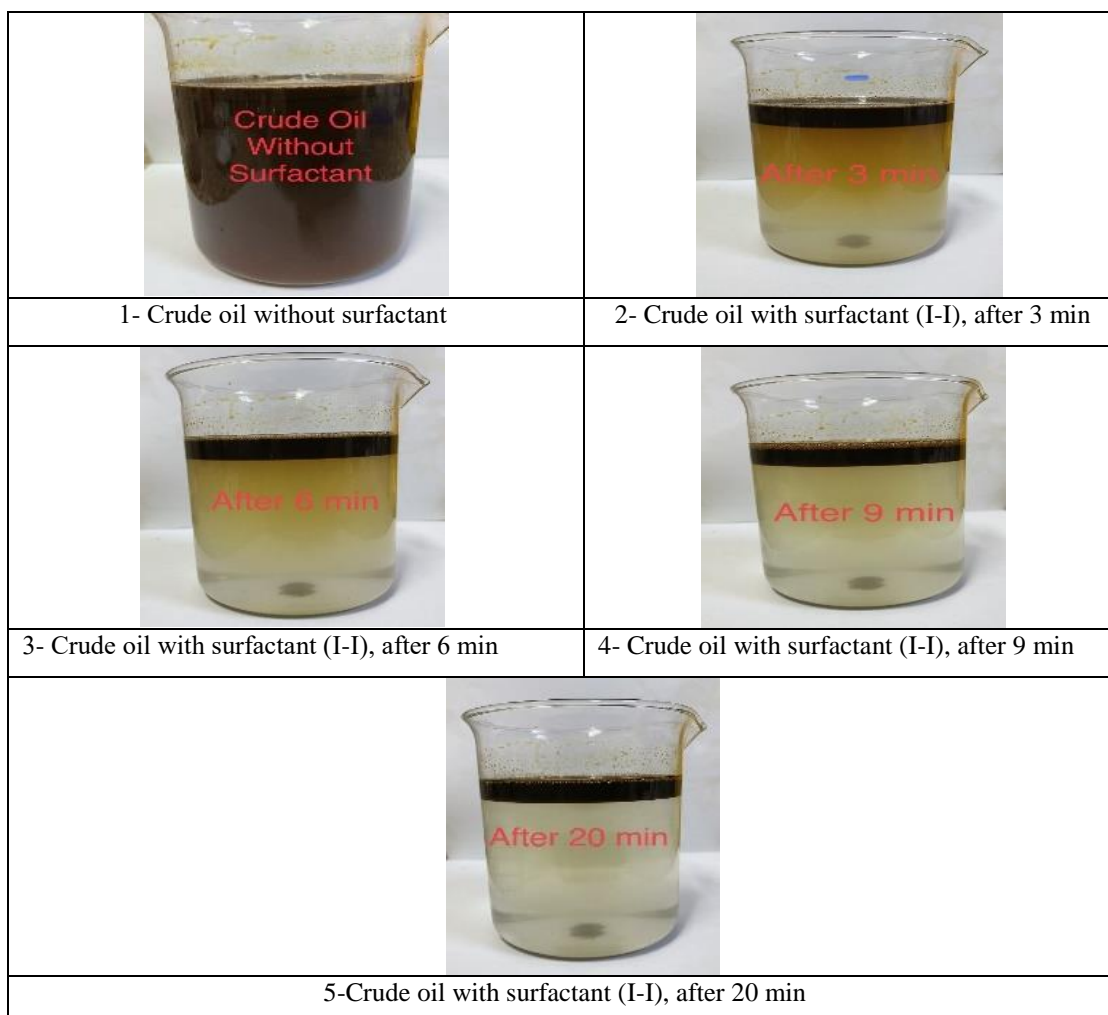 Crude Oil
Without
Surfactant
After 3 min
1- Crude oil without surfactant
2- Crude oil with surfactant (I-I), after 3 min
After 6 min
After 9 min
3- Crude oil with surfactant (I-I), after 6 min
4- Crude oil with surfactant (I-I), after 9 min
After 20 min
5-Crude oil with surfactant (I-I), after 20 min